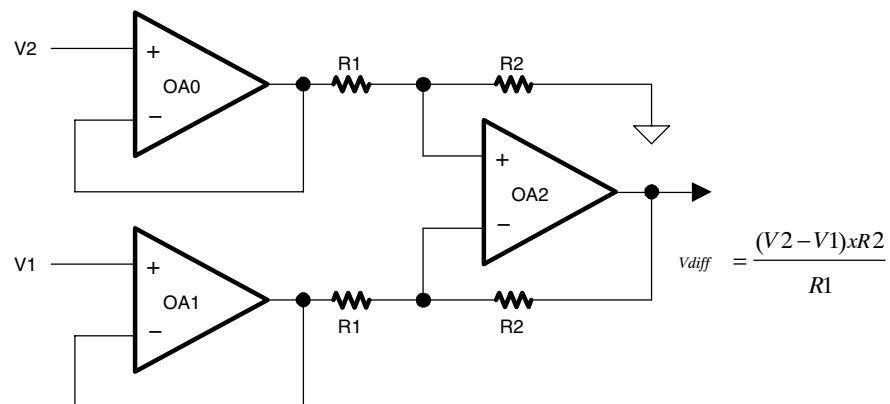 V2
+
OA0
−
R1
R2
+
OA2
−
V1
+
OA1
−
R1
R2
Vdiff = (V2 − V1)xR2
R1